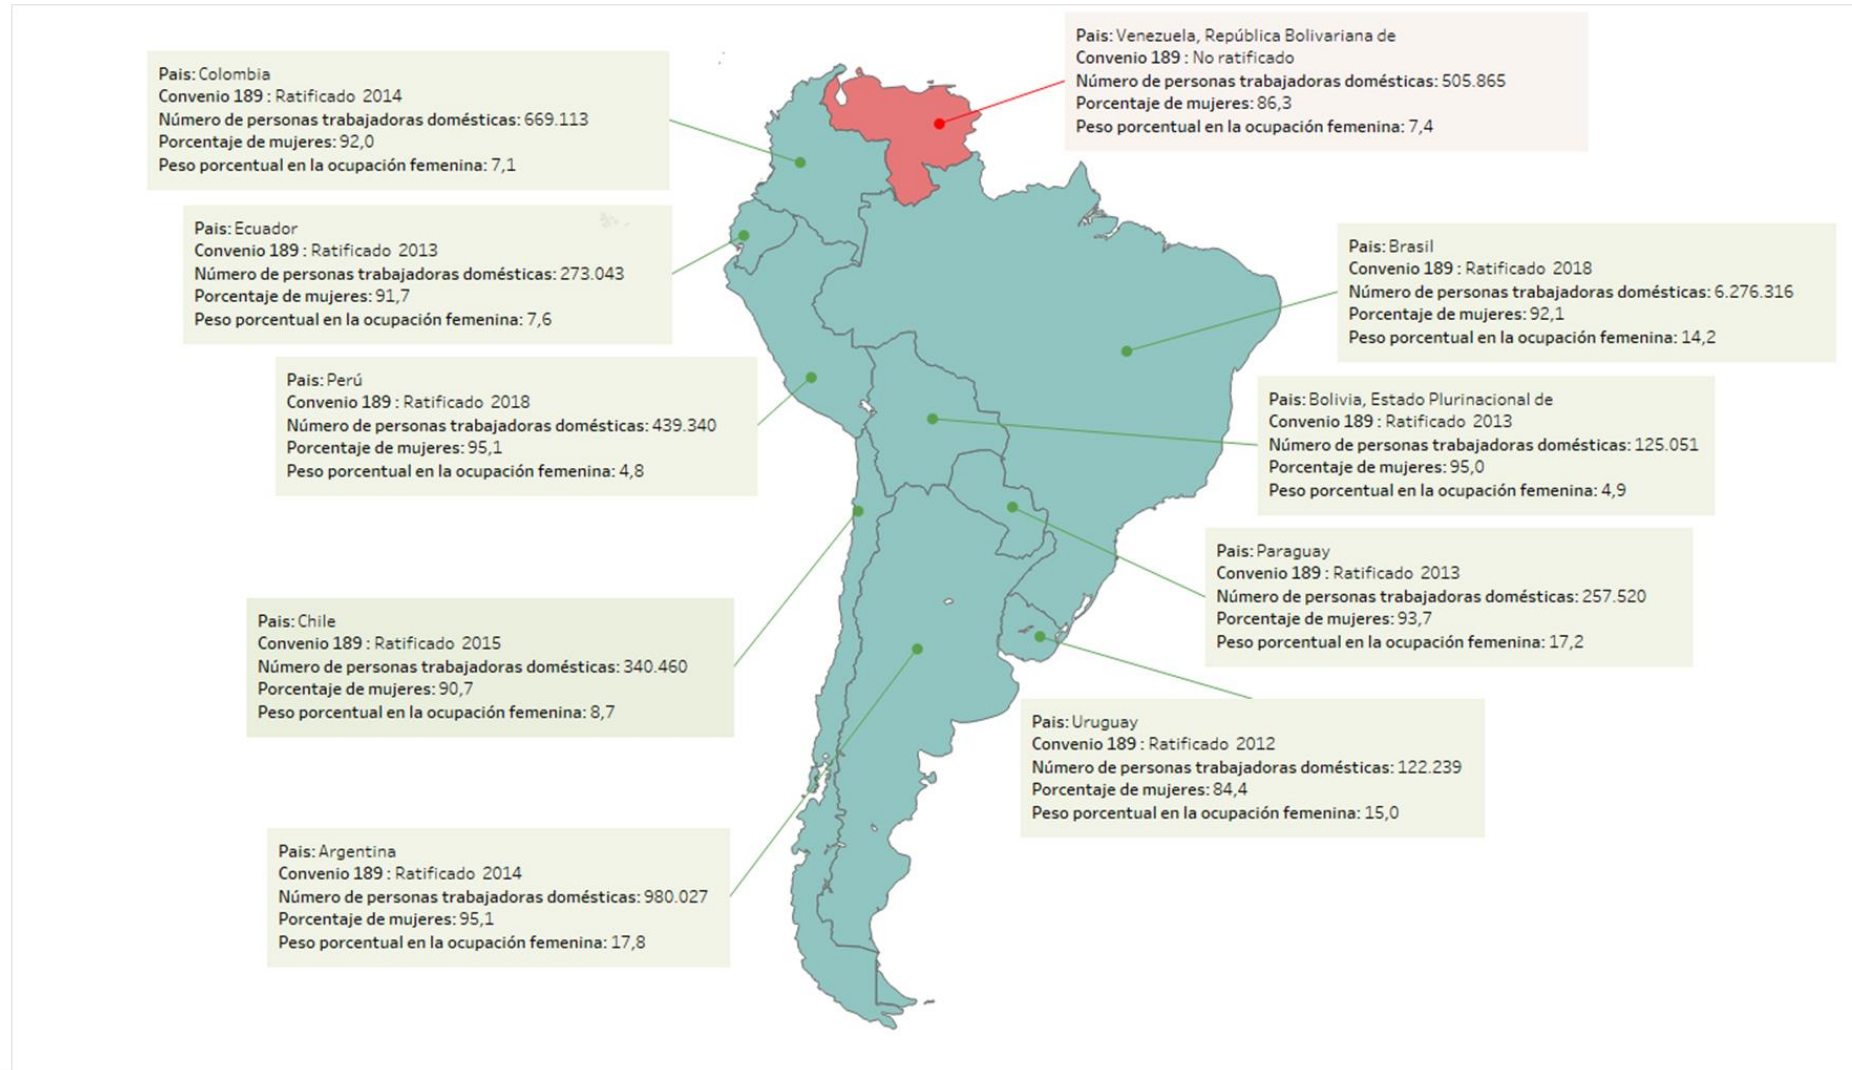 Pais: Colombia
Convenio 189 : Ratificado 2014
Número de personas trabajadoras domésticas: 669.113
Porcentaje de mujeres: 92,0
Peso porcentual en la ocupación femenina: 7,1
Pais: Venezuela, República Bolivariana de
Convenio 189 : No ratificado
Número de personas trabajadoras domésticas: 505.865
Porcentaje de mujeres: 86,3
Peso porcentual en la ocupación femenina: 7,4
Pais: Ecuador
Convenio 189 : Ratificado 2013
Número de personas trabajadoras domésticas: 273.043
Porcentaje de mujeres: 91,7
Peso porcentual en la ocupación femenina: 7,6
Pais: Brasil
Convenio 189 : Ratificado 2018
Número de personas trabajadoras domésticas: 6.276.316
Porcentaje de mujeres: 92,1
Peso porcentual en la ocupación femenina: 14,2
Pais: Perú
Convenio 189 : Ratificado 2018
Número de personas trabajadoras domésticas: 439.340
Porcentaje de mujeres: 95,1
Peso porcentual en la ocupación femenina: 4,8
Pais: Bolivia, Estado Plurinacional de
Convenio 189 : Ratificado 2013
Número de personas trabajadoras domésticas: 125.051
Porcentaje de mujeres: 95,0
Peso porcentual en la ocupación femenina: 4,9
Pais: Paraguay
Convenio 189 : Ratificado 2013
Número de personas trabajadoras domésticas: 257.520
Porcentaje de mujeres: 93,7
Peso porcentual en la ocupación femenina: 17,2
Pais: Chile
Convenio 189 : Ratificado 2015
Número de personas trabajadoras domésticas: 340.460
Porcentaje de mujeres: 90,7
Peso porcentual en la ocupación femenina: 8,7
Pais: Uruguay
Convenio 189 : Ratificado 2012
Número de personas trabajadoras domésticas: 122.239
Porcentaje de mujeres: 84,4
Peso porcentual en la ocupación femenina: 15,0
Pais: Argentina
Convenio 189 : Ratificado 2014
Número de personas trabajadoras domésticas: 980.027
Porcentaje de mujeres: 95,1
Peso porcentual en la ocupación femenina: 17,8